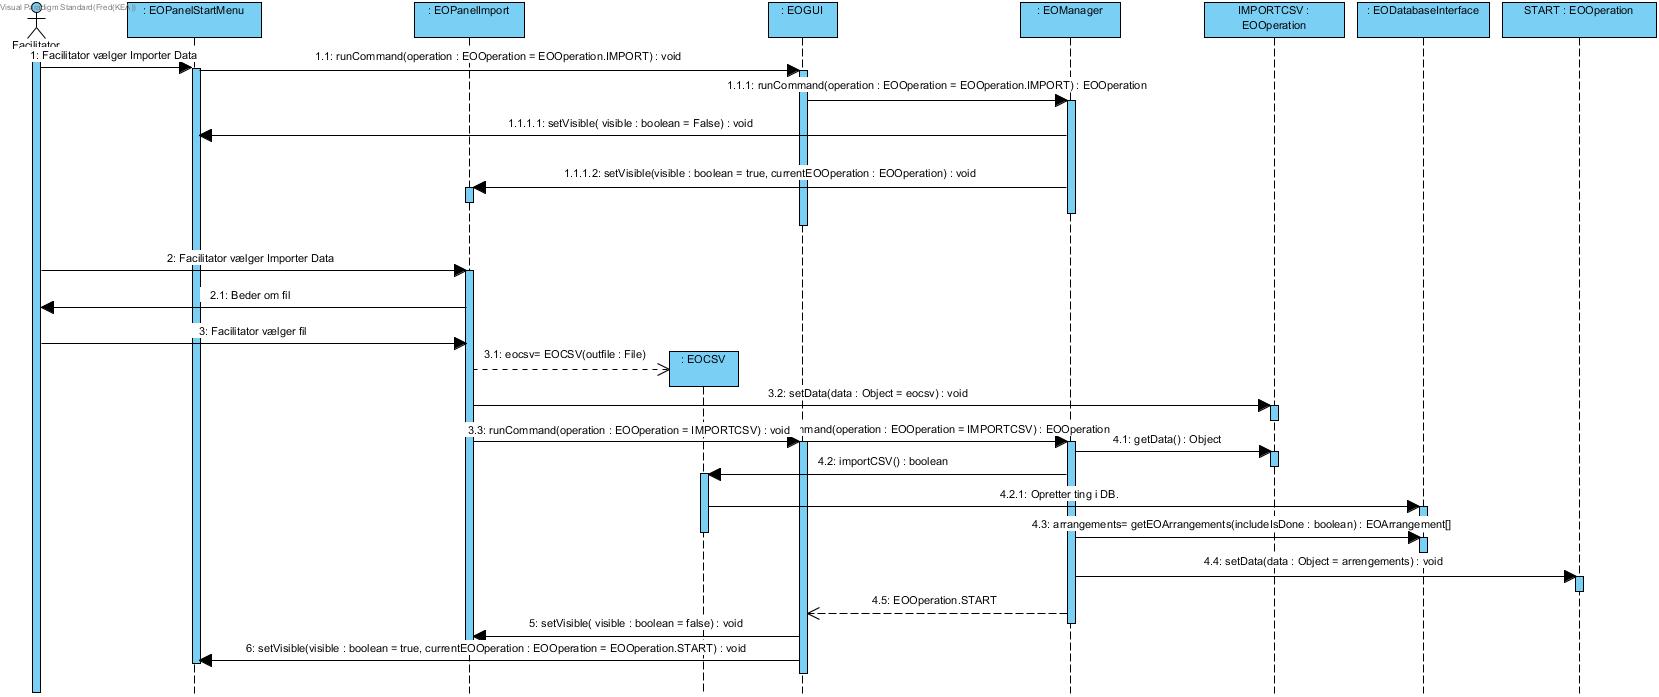 Visual Paradigm Standard(Fred(KEA))
Facilitator
: EOPanelStartMenu
: EOPanelImport
: EOGUI
: EOManager
IMPORTCSV :
EOOperation
: EODatabaseInterface
START : EOOperation
1: Facilitator vælger Importer Data
1.1: runCommand(operation : EOOperation = EOOperation.IMPORT) : void
1.1.1: runCommand(operation : EOOperation = EOOperation.IMPORT) : EOOperation
1.1.1.1: setVisible( visible : boolean = False) : void
1.1.1.2: setVisible(visible : boolean = true, currentEOOperation : EOOperation) : void
2: Facilitator vælger Importer Data
2.1: Beder om fil
3: Facilitator vælger fil
3.1: eocsv= EOCSV(outfile : File)
: EOCSV
3.2: setData(data : Object = eocsv) : void
3.3: runCommand(operation : EOOperation = IMPORTCSV) : void
mmand(operation : EOOperation = IMPORTCSV) : EOOperation
4.1: getData() : Object
4.2: importCSV() : boolean
4.2.1: Opretter ting i DB.
4.3: arrangements= getEOArrangements(includeIsDone : boolean) : EOArrangement[]
4.4: setData(data : Object = arrengements) : void
4.5: EOOperation.START
5: setVisible( visible : boolean = false) : void
6: setVisible(visible : boolean = true, currentEOOperation : EOOperation = EOOperation.START) : void